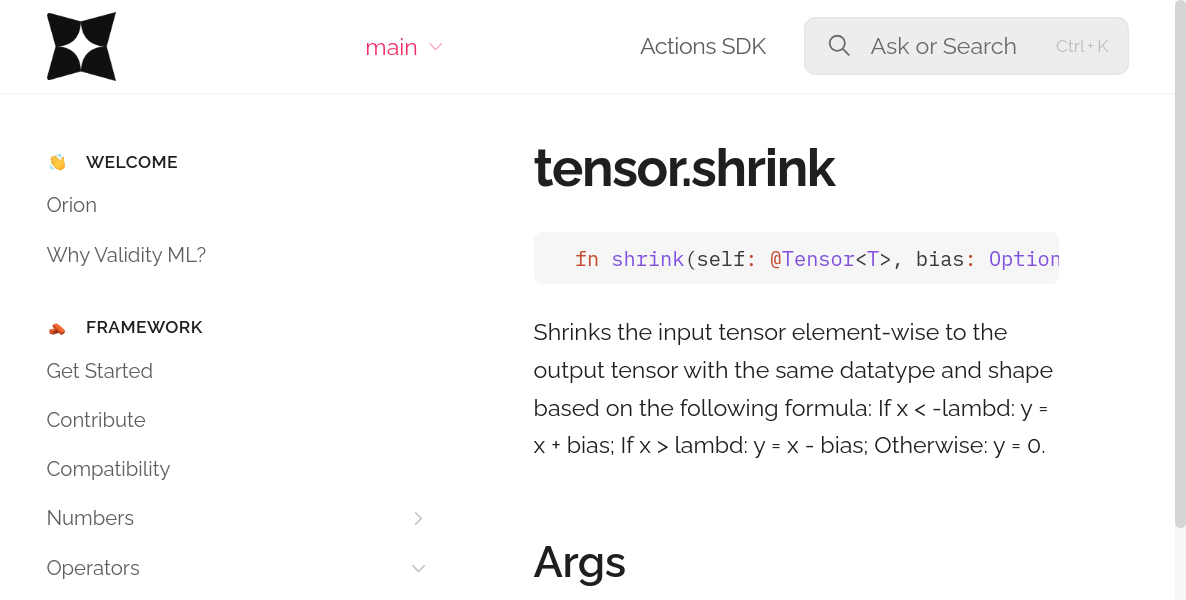 main
Actions SDK
Ask or Search
Ctrl + K
WELCOME
Orion
Why Validity ML?
FRAMEWORK
Get Started
Contribute
Compatibility
Numbers
Operators
tensor.shrink
fn shrink(self: @Tensor<T>, bias: Option
Shrinks the input tensor element-wise to the
output tensor with the same datatype and shape
based on the following formula: If x < -lambd: y =
x + bias; If x > lambd: y = x - bias; Otherwise: y = 0.
Args